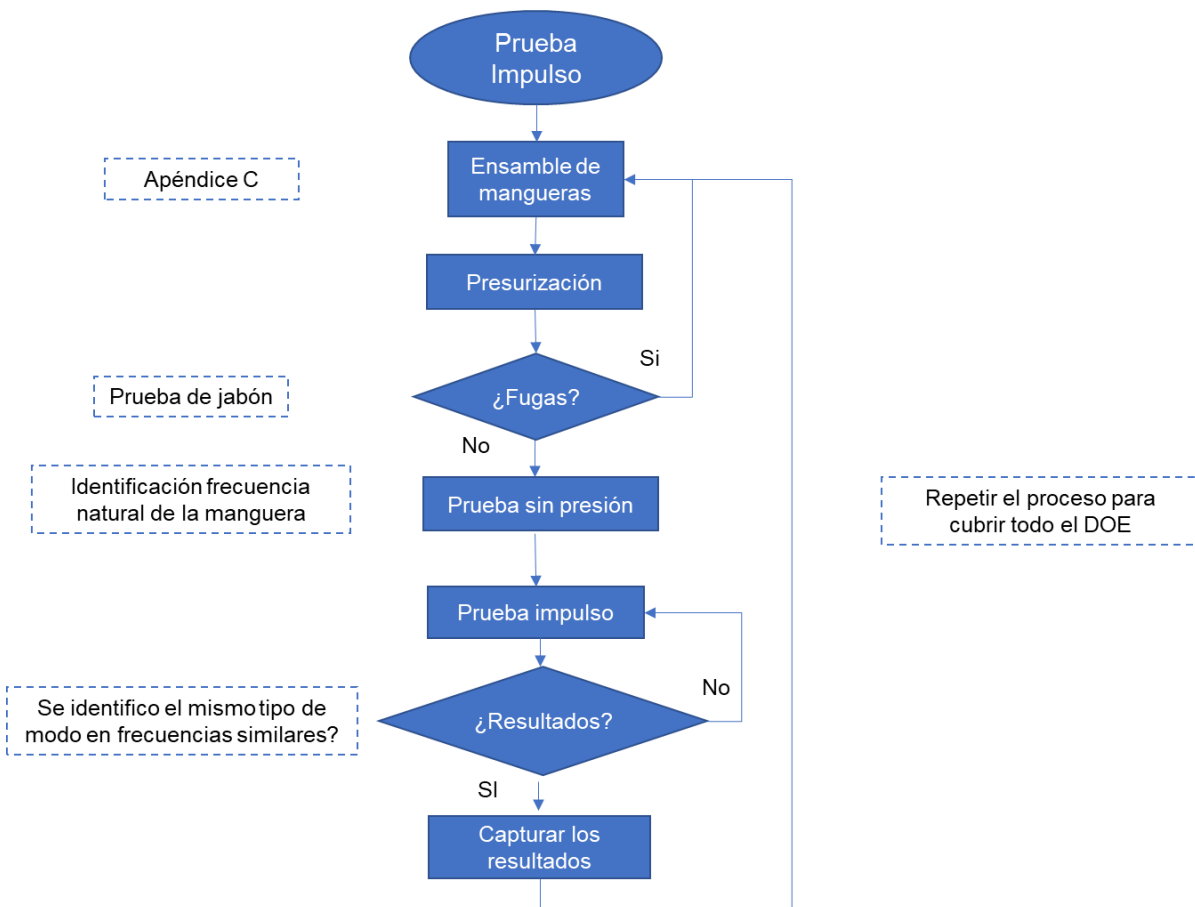 Prueba
Impulso
Apéndice C
Ensamble de
mangueras
Presurización
Si
Prueba de jabón
¿Fugas?
No
Identificación frecuencia
natural de la manguera
Prueba sin presión
Repetir el proceso para
cubrir todo el DOE
Prueba impulso
No
Se identifico el mismo tipo de
modo en frecuencias similares?
¿Resultados?
SI
Capturar los
resultados